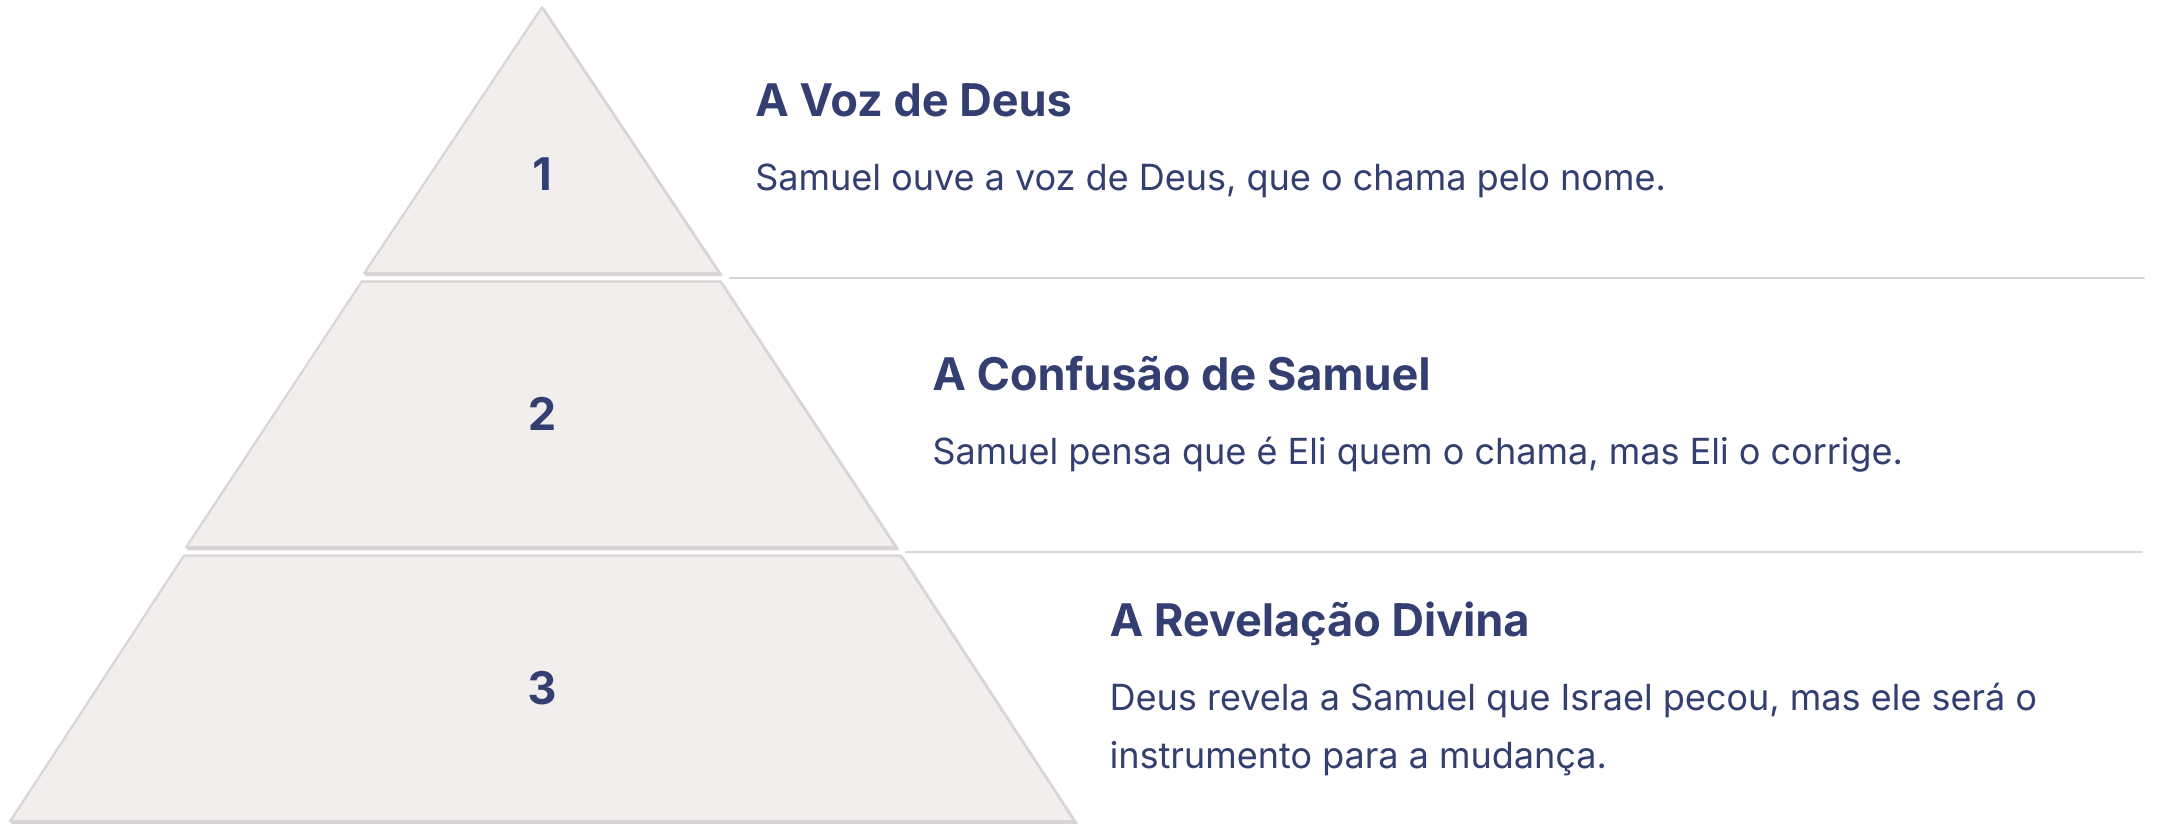 1
A Voz de Deus
Samuel ouve a voz de Deus, que o chama pelo nome.
2
A Confusão de Samuel
Samuel pensa que é Eli quem o chama, mas Eli o corrige.
3
A Revelação Divina
Deus revela a Samuel que Israel pecou, mas ele será o
instrumento para a mudança.